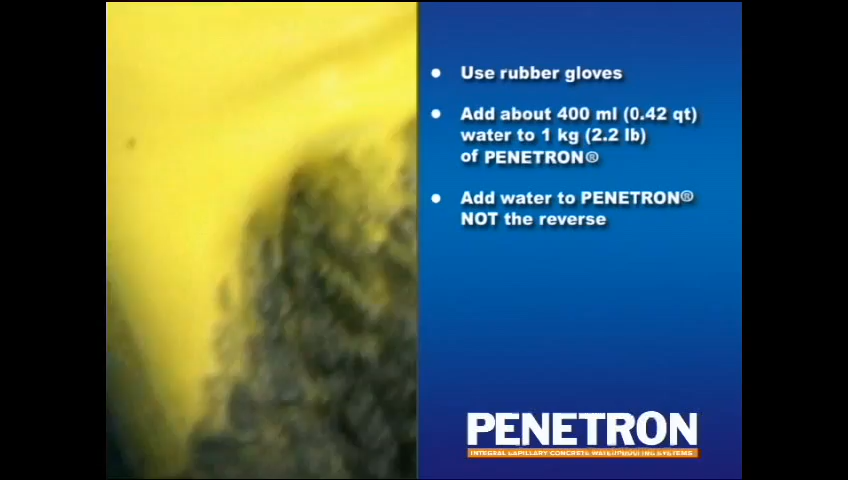 Use rubber gloves
Add about 400 ml (0.42 qt)
water to 1 kg (2.2 lb)
of PENETRON®
Add water to PENETRON®
NOT the reverse
PENETRON
INTEGRAL CAPILLARY CONCRETE WATERPROOFING SYSTEMS